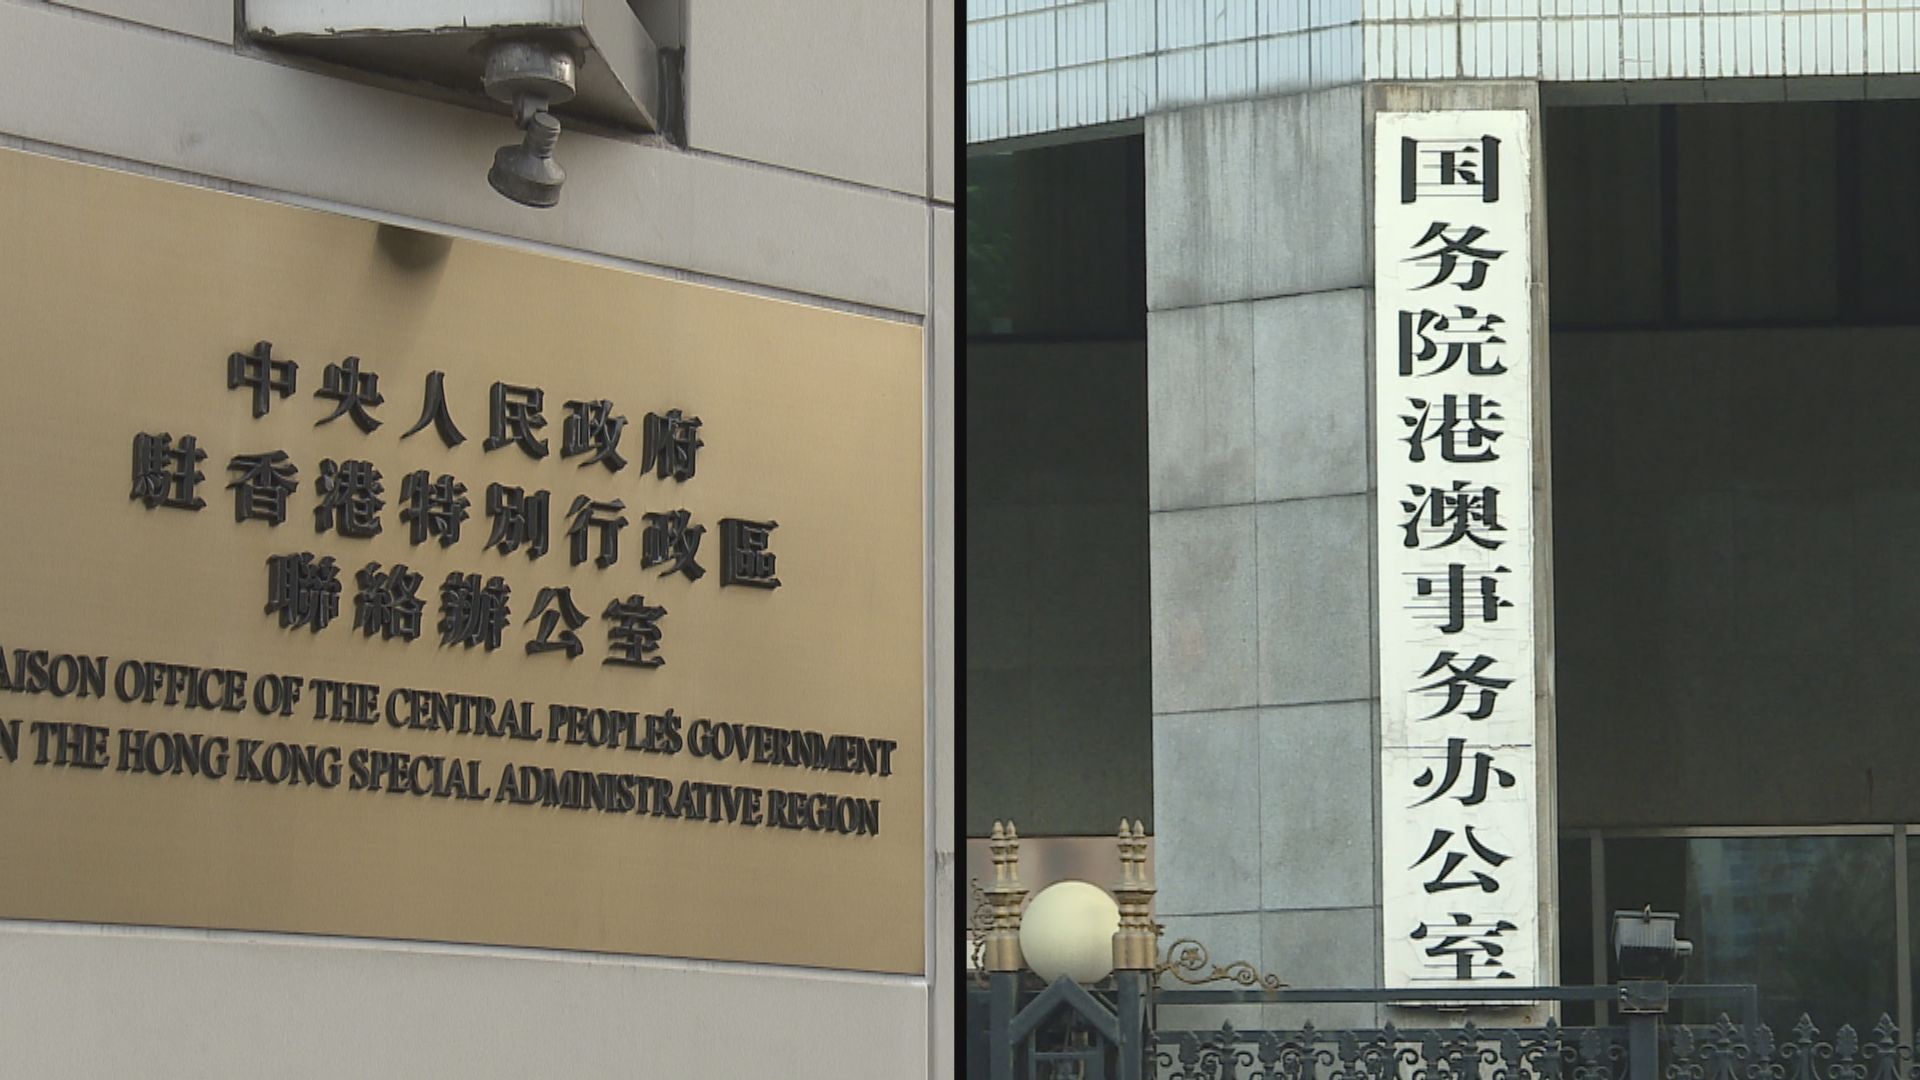 中央人民政府
駐香港特別行政區
聯絡辦公室
AISON OFFICE OF THE CENTRAL PEOPLE'S GOVERNMENT
N THE HONG KONG SPECIAL ADMINISTRATIVE REGION
国务院港澳事务办公室